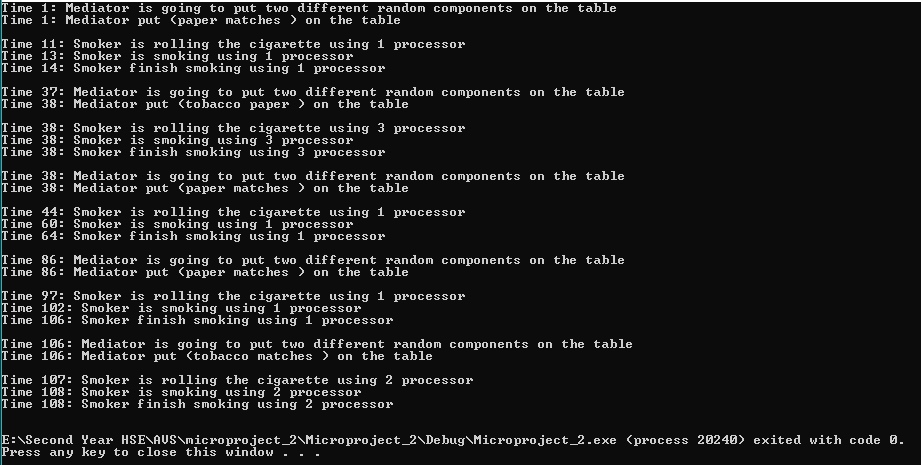 Time 1: Mediator is going to put two different random components on the table
Time 1: Mediator put (paper matches ) on the table
Time 11: Smoker is rolling the cigarette using 1 processor
Time 13: Smoker is smoking using 1 processor
Time 14: Smoker finish smoking using 1 processor
Time 37: Mediator is going to put two different random components on the table
Time 38: Mediator put (tobacco paper ) on the table
Time 38: Smoker is rolling the cigarette using 3 processor
Time 38: Smoker is smoking using 3 processor
Time 38: Smoker finish smoking using 3 processor
Time 38: Mediator is going to put two different random components on the table
Time 38: Mediator put (paper matches ) on the table
Time 44: Smoker is rolling the cigarette using 1 processor
Time 60: Smoker is smoking using 1 processor
Time 64: Smoker finish smoking using 1 processor
Time 86: Mediator is going to put two different random components on the table
Time 86: Mediator put (paper matches ) on the table
Time 97: Smoker is rolling the cigarette using 1 processor
Time 102: Smoker is smoking using 1 processor
Time 106: Smoker finish smoking using 1 processor
Time 106: Mediator is going to put two different random components on the table
Time 106: Mediator put (tobacco matches ) on the table
Time 107: Smoker is rolling the cigarette using 2 processor
Time 108: Smoker is smoking using 2 processor
Time 108: Smoker finish smoking using 2 processor
E:\Second Year HSE\AVS\microproject_2\Microproject_2\Debug\Microproject_2.exe (process 20240) exited with code 0.
Press any key to close this window . . .